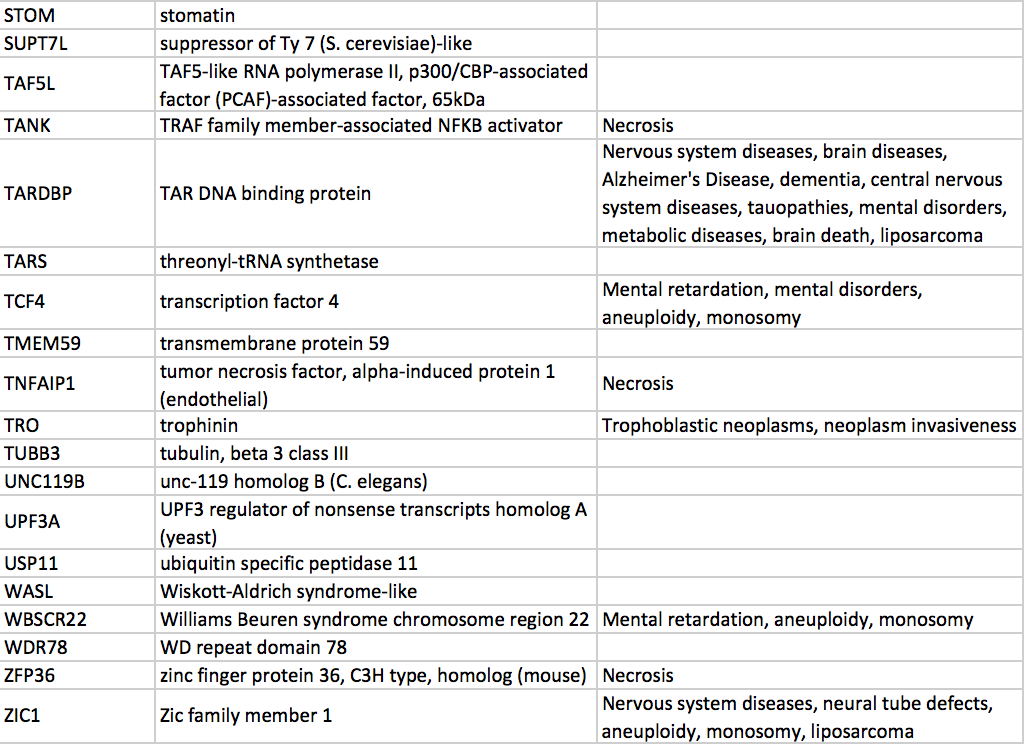 STOM stomatin
SUPT7L suppressor of Ty 7 (S. cerevisiae)-like
TAF5L TAF5-like RNA polymerase II, p300/CBP-associated
factor (PCAF)-associated factor, 65kDa
TANK TRAF family member-associated NFKB activator Necrosis
TARDBP TAR DNA binding protein Nervous system diseases, brain diseases,
Alzheimer's Disease, dementia, central nervous
system diseases, tauopathies, mental disorders,
metabolic diseases, brain death, liposarcoma
TARS threonyl-tRNA synthetase
TCF4 transcription factor 4 Mental retardation, mental disorders,
aneuploidy, monosomy
TMEM59 transmembrane protein 59
TNFAIP1 tumor necrosis factor, alpha-induced protein 1
(endothelial) Necrosis
TRO trophinin Trophoblastic neoplasms, neoplasm invasiveness
TUBB3 tubulin, beta 3 class III
UNC119B unc-119 homolog B (C. elegans)
UPF3A UPF3 regulator of nonsense transcripts homolog A
(yeast)
USP11 ubiquitin specific peptidase 11
WASL Wiskott-Aldrich syndrome-like
WBSCR22 Williams Beuren syndrome chromosome region 22 Mental retardation, aneuploidy, monosomy
WDR78 WD repeat domain 78
ZFP36 zinc finger protein 36, C3H type, homolog (mouse) Necrosis
ZIC1 Zic family member 1 Nervous system diseases, neural tube defects,
aneuploidy, monosomy, liposarcoma